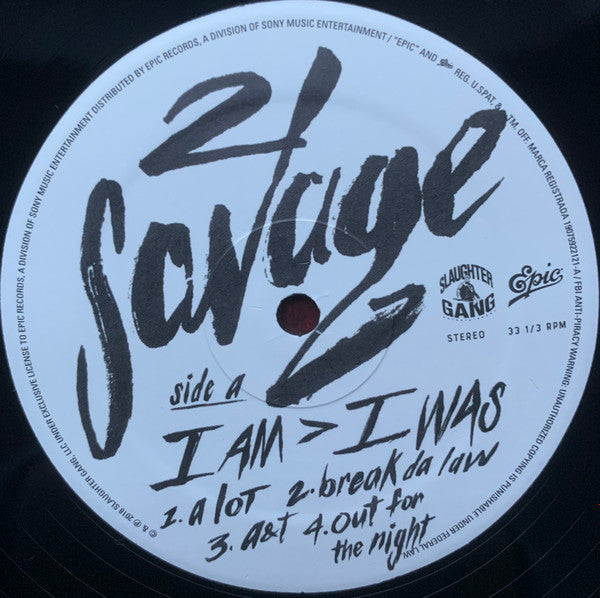 21
Savage
SLAUGHTER
GANG
Epic
STEREO 33 1/3 RPM
side a
I AM > I WAS
1. a lot 2. break da law
3. a&t 4. out for
the night
© & ℗ 2018 SLAUGHTER GANG, LLC UNDER EXCLUSIVE LICENSE TO EPIC RECORDS, A DIVISION OF SONY MUSIC ENTERTAINMENT DISTRIBUTED BY EPIC RECORDS, A DIVISION OF SONY MUSIC ENTERTAINMENT / "EPIC" AND Epic REG. U.S. PAT. & TM. OFF. MARCA REGISTRADA 19075922121-A / FBI ANTI-PIRACY WARNING: UNAUTHORIZED COPYING IS PUNISHABLE UNDER FEDERAL LAW